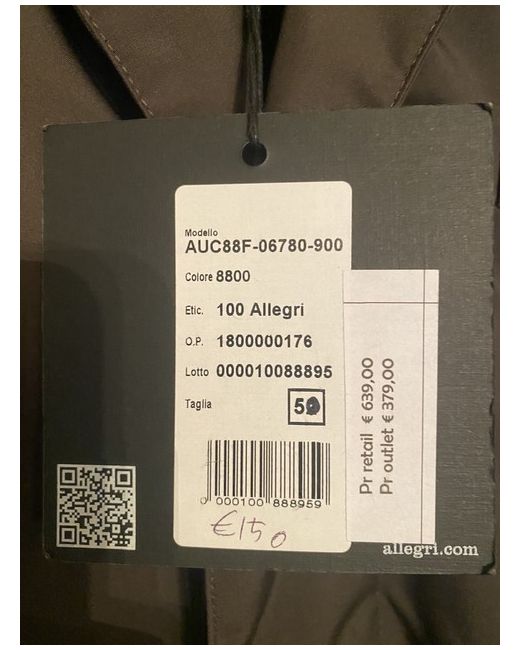 Modello
AUC88F-06780-900
Colore 8800
Etic. 100 Allegri
O.P. 1800000176
Lotto 000010088895
Taglia 50
0 000100 888959
€150
Pr retail € 639,00
Pr outlet € 379,00
allegri.com